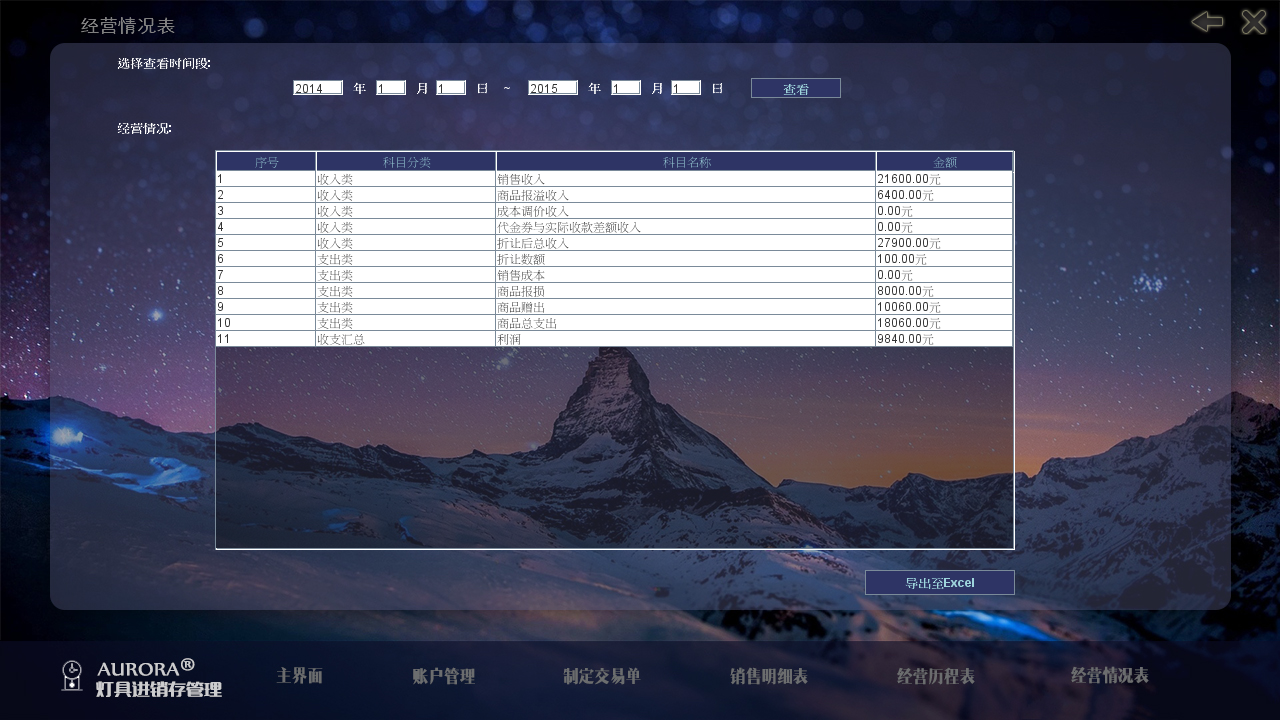 经营情况表
选择查看时间段:
2014 年 1 月 1 日 ~ 2015 年 1 月 1 日 查看
经营情况:
序号 科目分类 科目名称 金额
1 收入类 销售收入 21600.00元
2 收入类 商品报溢收入 6400.00元
3 收入类 成本调价收入 0.00元
4 收入类 代金券与实际收款差额收入 0.00元
5 收入类 折让后总收入 27900.00元
6 支出类 折让数额 100.00元
7 支出类 销售成本 0.00元
8 支出类 商品报损 8000.00元
9 支出类 商品赠出 10060.00元
10 支出类 商品总支出 18060.00元
11 收支汇总 利润 9840.00元
导出至Excel
AURORA®
灯具进销存管理
主界面 账户管理 制定交易单 销售明细表 经营历程表 经营情况表